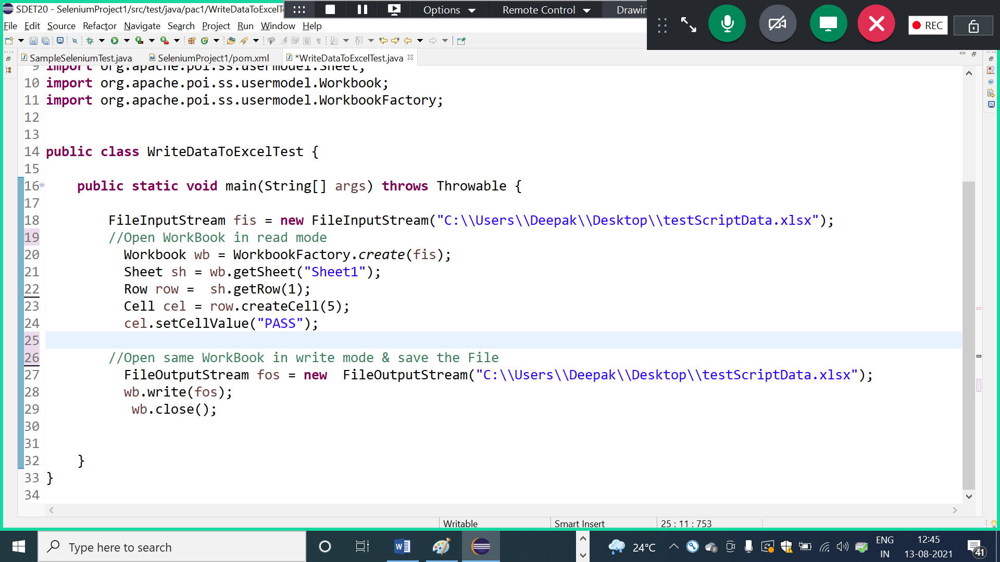 SDET20 - SeleniumProject1/src/test/java/pac1/WriteDataToExcelT
Options
Remote Control
Drawin
REC
File Edit Source Refactor Navigate Search Project Run Window Help
SampleSeleniumTest.java
SeleniumProject1/pom.xml
*WriteDataToExcelTest.java
9 import org.apache.poi.ss.usermodel.Sheet;
10 import org.apache.poi.ss.usermodel.Workbook;
11 import org.apache.poi.ss.usermodel.WorkbookFactory;
12
13
14 public class WriteDataToExcelTest {
15
16 public static void main(String[] args) throws Throwable {
17
18 FileInputStream fis = new FileInputStream("C:\\Users\\Deepak\\Desktop\\testScriptData.xlsx");
19 //Open WorkBook in read mode
20 Workbook wb = WorkbookFactory.create(fis);
21 Sheet sh = wb.getSheet("Sheet1");
22 Row row =  sh.getRow(1);
23 Cell cel = row.createCell(5);
24 cel.setCellValue("PASS");
25
26 //Open same WorkBook in write mode & save the File
27 FileOutputStream fos = new  FileOutputStream("C:\\Users\\Deepak\\Desktop\\testScriptData.xlsx");
28 wb.write(fos);
29 wb.close();
30
31
32 }
33 }
34
Writable
Smart Insert
25 : 11 : 753
Type here to search
24°C
ENG
IN
12:45
13-08-2021
41